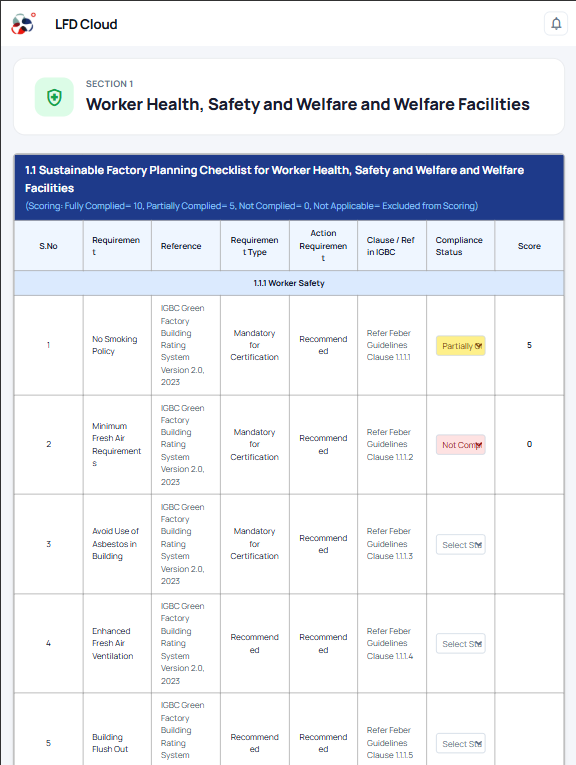 LFD Cloud
SECTION 1
Worker Health, Safety and Welfare and Welfare Facilities
1.1 Sustainable Factory Planning Checklist for Worker Health, Safety and Welfare and Welfare
Facilities
(Scoring: Fully Complied= 10, Partially Complied= 5, Not Complied= 0, Not Applicable= Excluded from Scoring)
S.No
Requiremen
t
Reference
Requiremen
t Type
Action
Requiremen
t
Clause / Ref
in IGBC
Compliance
Status
Score
1.1.1 Worker Safety
1
No Smoking
Policy
IGBC Green
Factory
Building
Rating
System
Version 2.0,
2023
Mandatory
for
Certification
Recommend
ed
Refer Feber
Guidelines
Clause 1.1.1.1
Partially
5
2
Minimum
Fresh Air
Requirement
s
IGBC Green
Factory
Building
Rating
System
Version 2.0,
2023
Mandatory
for
Certification
Recommend
ed
Refer Feber
Guidelines
Clause 1.1.1.2
Not Comp
0
3
Avoid Use of
Asbestos in
Building
IGBC Green
Factory
Building
Rating
System
Version 2.0,
2023
Mandatory
for
Certification
Recommend
ed
Refer Feber
Guidelines
Clause 1.1.1.3
Select Sta
4
Enhanced
Fresh Air
Ventilation
IGBC Green
Factory
Building
Rating
System
Version 2.0,
2023
Recommend
ed
Recommend
ed
Refer Feber
Guidelines
Clause 1.1.1.4
Select Sta
5
Building
Flush Out
IGBC Green
Factory
Building
Rating
System
Recommend
ed
Recommend
ed
Refer Feber
Guidelines
Clause 1.1.1.5
Select Sta